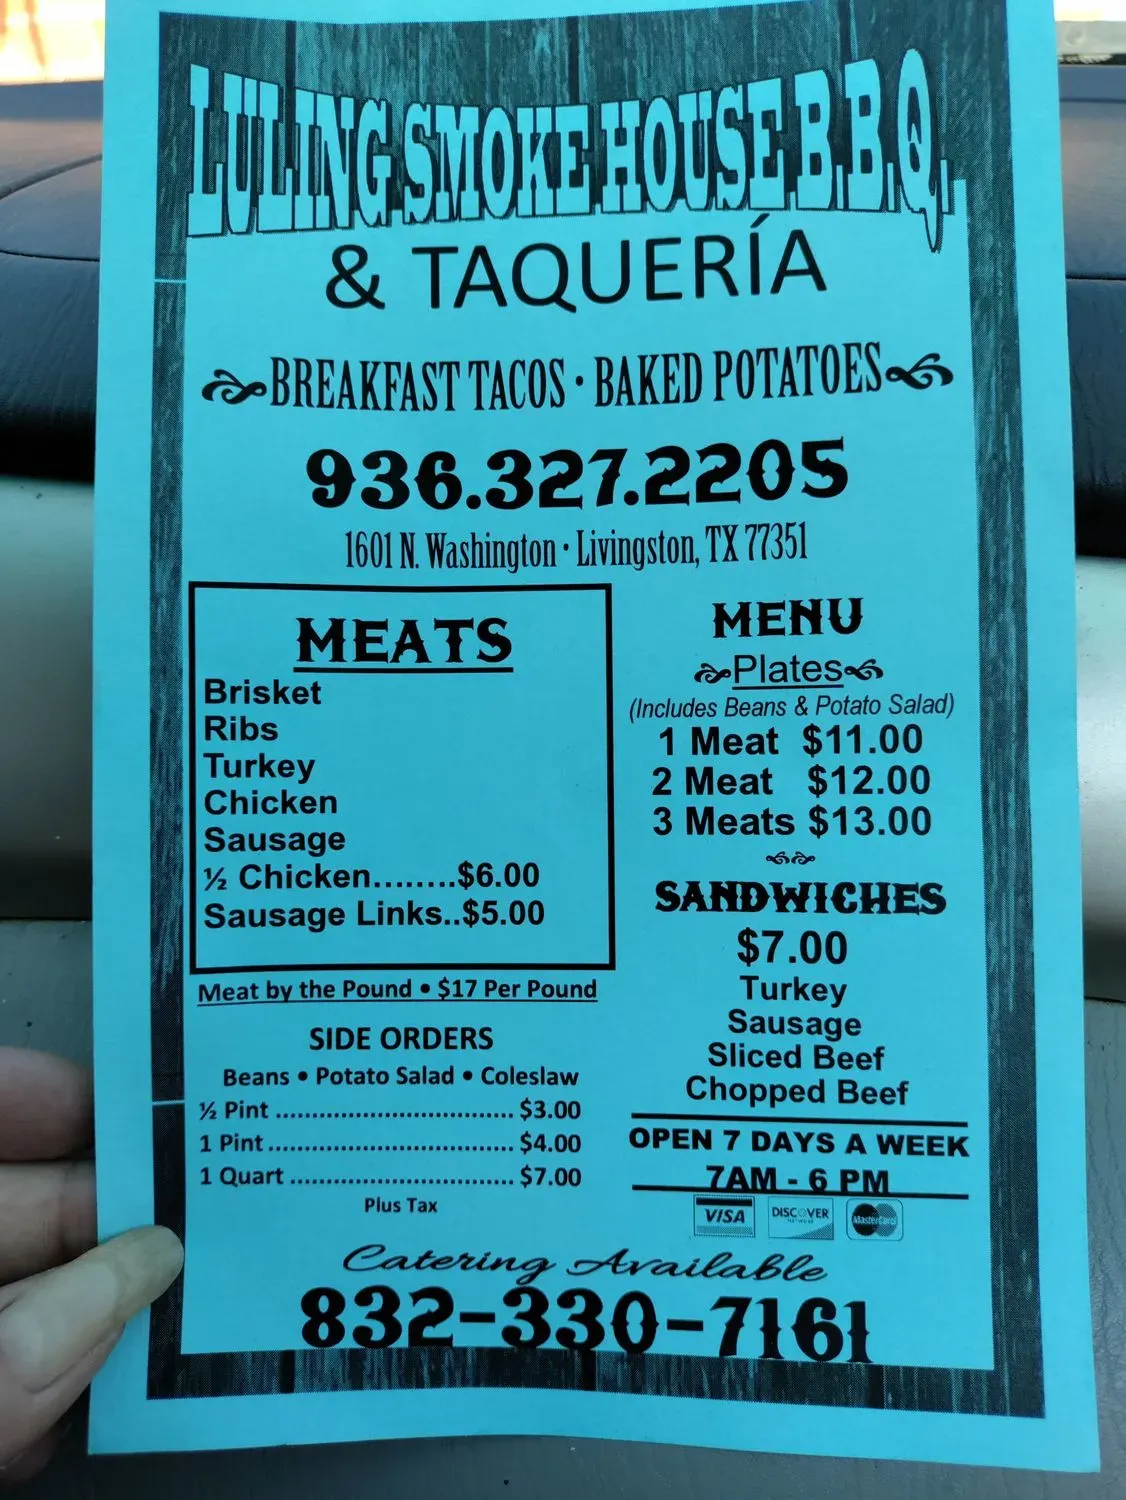 LULING SMOKE HOUSE B.B.Q.
& TAQUERÍA
BREAKFAST TACOS • BAKED POTATOES
936.327.2205
1601 N. Washington • Livingston, TX 77351
MEATS
Brisket
Ribs
Turkey
Chicken
Sausage
½ Chicken........$6.00
Sausage Links..$5.00
Meat by the Pound • $17 Per Pound
SIDE ORDERS
Beans • Potato Salad • Coleslaw
½ Pint ................................. $3.00
1 Pint .................................. $4.00
1 Quart ............................... $7.00
Plus Tax
MENU
Plates
(Includes Beans & Potato Salad)
1 Meat $11.00
2 Meat $12.00
3 Meats $13.00
SANDWICHES
$7.00
Turkey
Sausage
Sliced Beef
Chopped Beef
OPEN 7 DAYS A WEEK
7AM - 6 PM
VISA DISCOVER MasterCard
Catering Available
832-330-7161